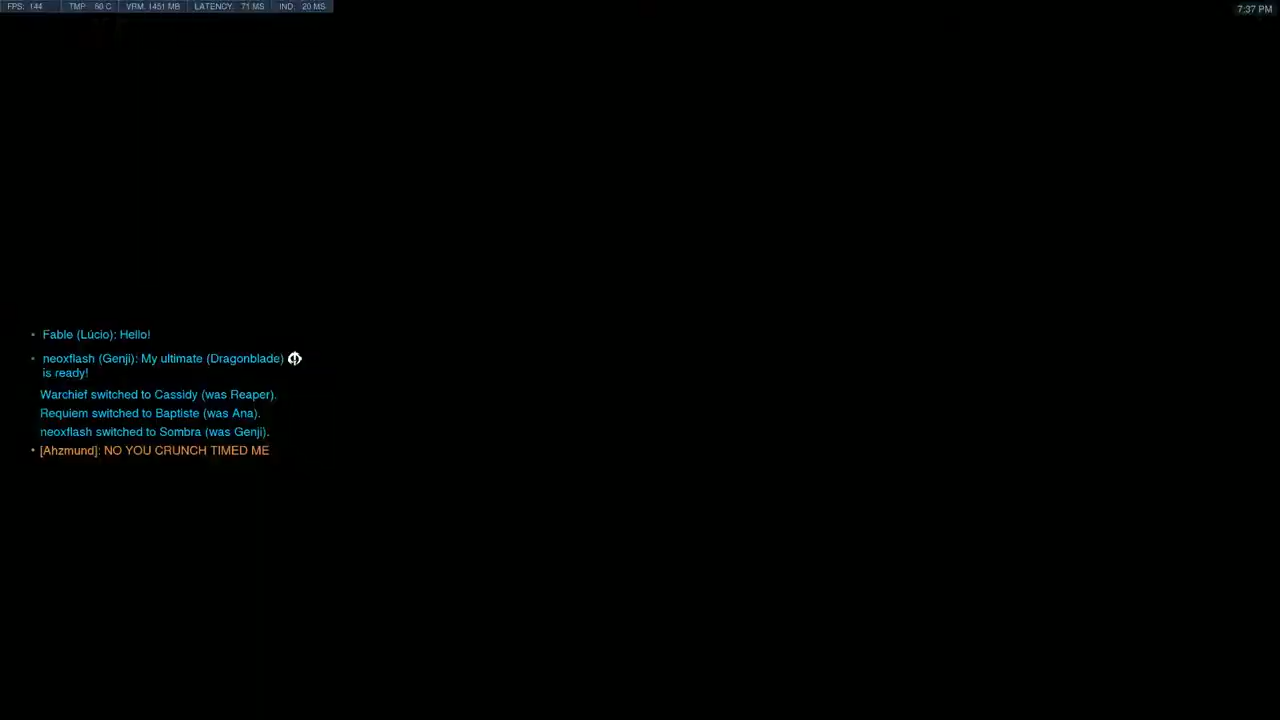 FPS: 144 TMP 60 C VRM: 1451 MB LATENCY: 71 MS IND: 20 MS
7:37 PM
Fable (Lúcio): Hello!
neoxflash (Genji): My ultimate (Dragonblade)
is ready!
Warchief switched to Cassidy (was Reaper).
Requiem switched to Baptiste (was Ana).
neoxflash switched to Sombra (was Genji).
[Ahzmund]: NO YOU CRUNCH TIMED ME